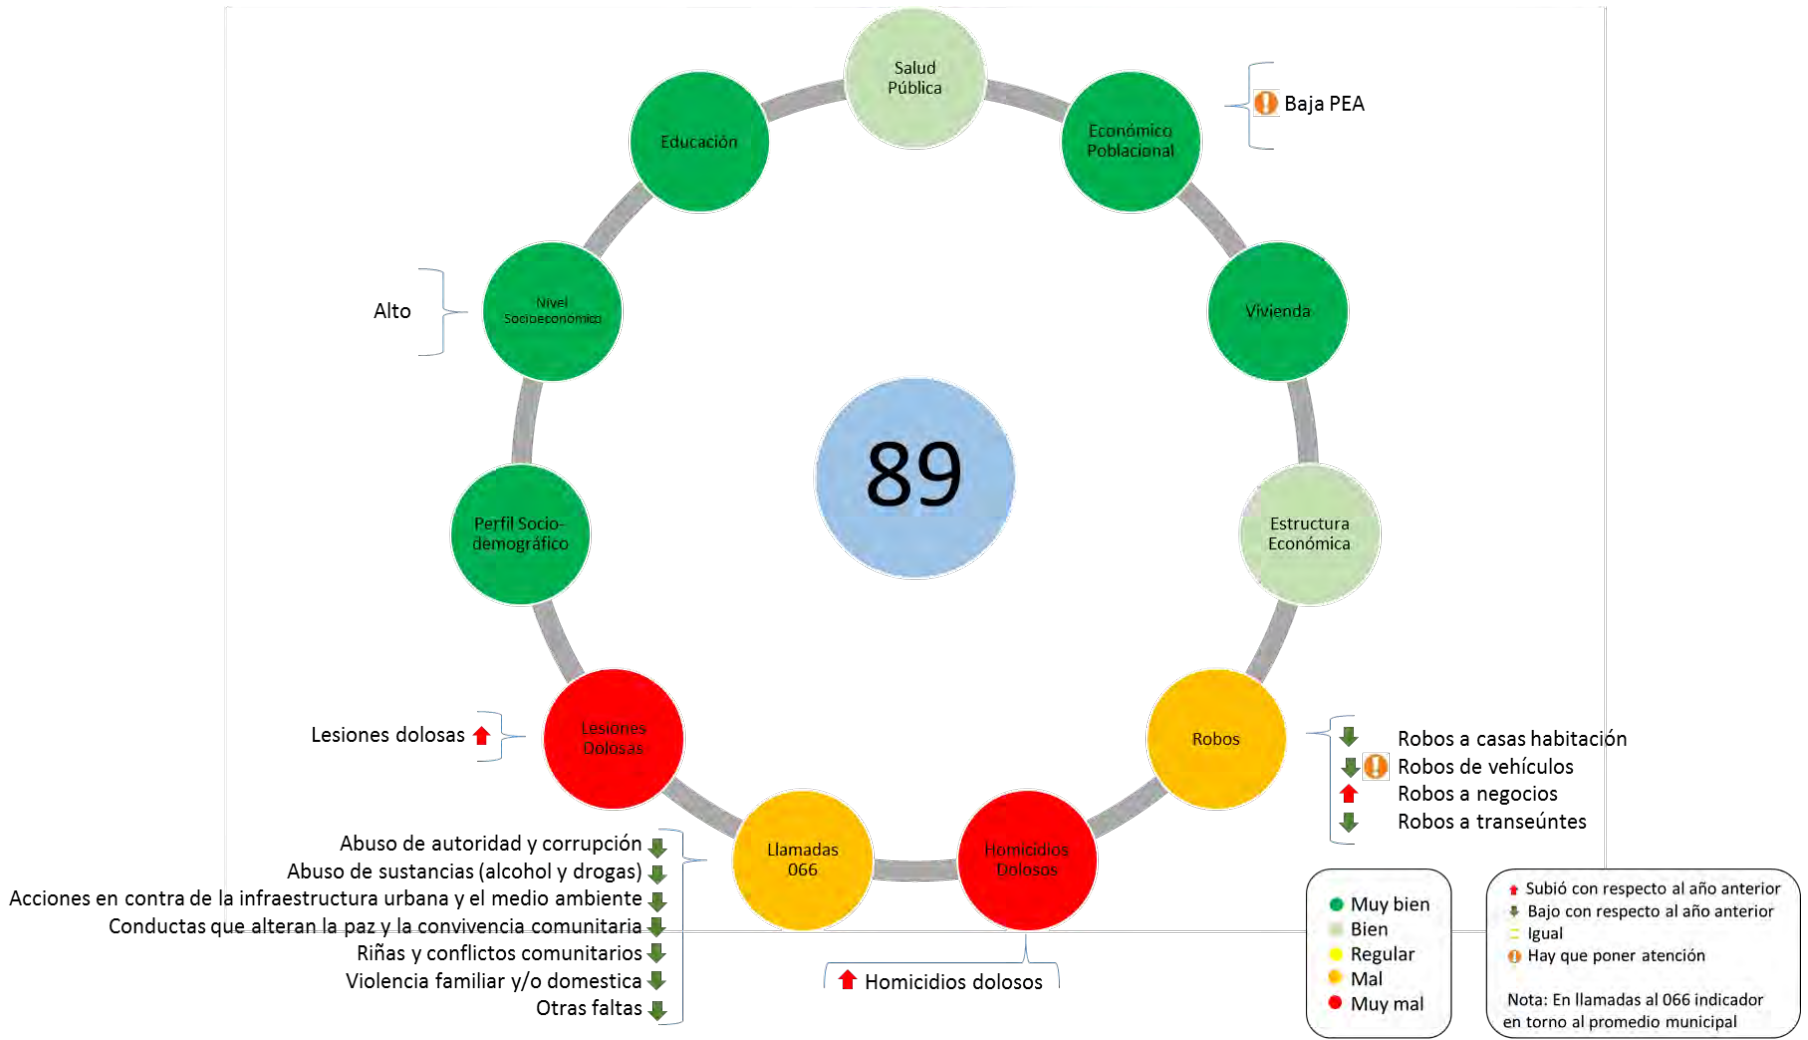 Salud
Pública
Educación
Económico
Poblacional
Baja PEA
Alto
Nivel
Socioeconómico
Vivienda
89
Perfil Socio-
demográfico
Estructura
Económica
Lesiones dolosas
Lesiones
Dolosas
Robos
Robos a casas habitación
Robos de vehículos
Robos a negocios
Robos a transeúntes
Llamadas
066
Homicidios
Dolosos
Abuso de autoridad y corrupción
Abuso de sustancias (alcohol y drogas)
Acciones en contra de la infraestructura urbana y el medio ambiente
Conductas que alteran la paz y la convivencia comunitaria
Riñas y conflictos comunitarios
Violencia familiar y/o domestica
Otras faltas
Homicidios dolosos
Muy bien
Bien
Regular
Mal
Muy mal
Subió con respecto al año anterior
Bajo con respecto al año anterior
Igual
Hay que poner atención
Nota: En llamadas al 066 indicador
en torno al promedio municipal